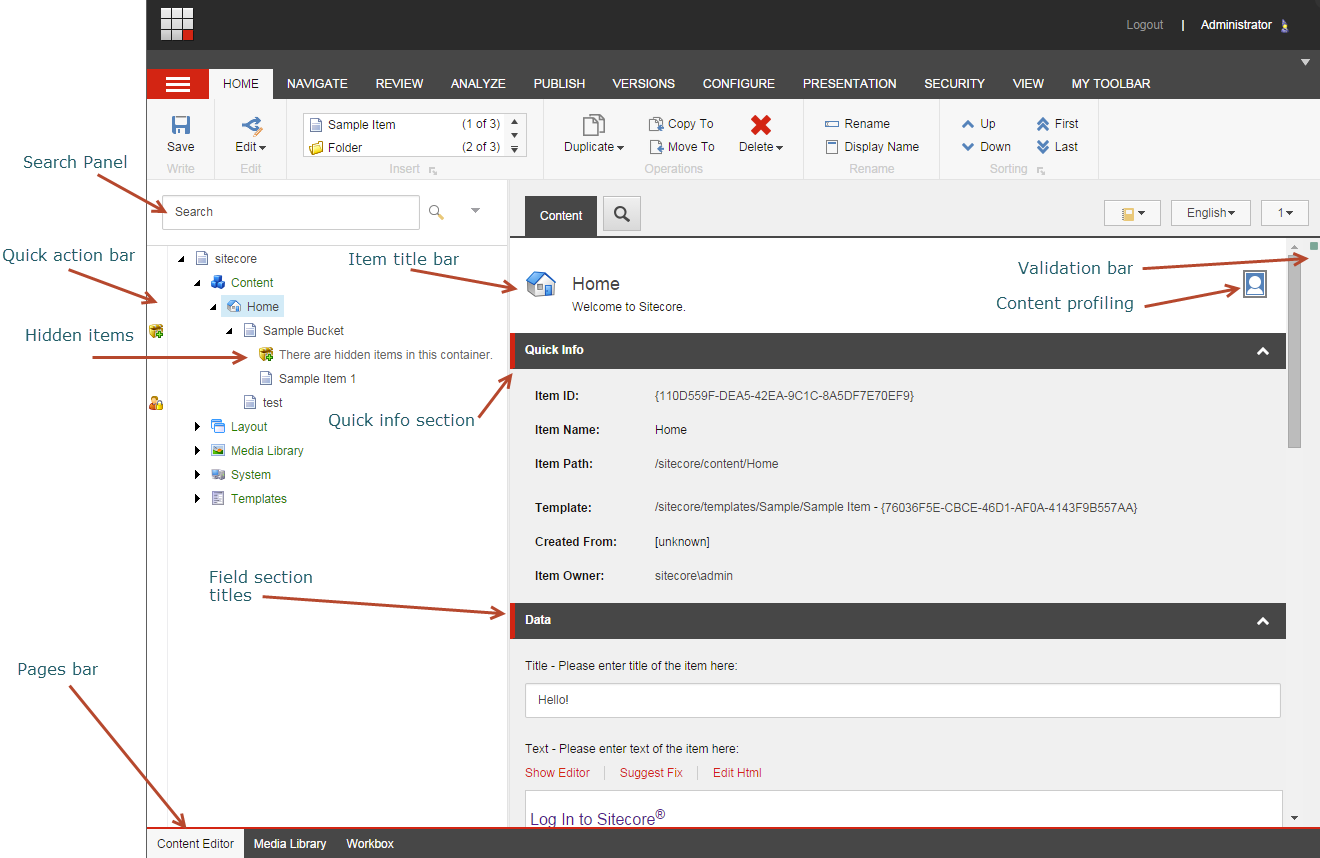 Logout | Administrator
HOME NAVIGATE REVIEW ANALYZE PUBLISH VERSIONS CONFIGURE PRESENTATION SECURITY VIEW MY TOOLBAR
Sample Item (1 of 3) Copy To Rename Up First
Save Edit Folder (2 of 3) Duplicate Move To Delete Display Name Down Last
Write Edit Insert Operations Rename Sorting
Search Panel
Search
Content
English 1
Quick action bar
Hidden items
sitecore
Content
Home
Sample Bucket
There are hidden items in this container.
Sample Item 1
test
Layout
Media Library
System
Templates
Item title bar
Home
Welcome to Sitecore.
Validation bar
Content profiling
Quick Info
Quick info section
Item ID: {110D559F-DEA5-42EA-9C1C-8A5DF7E70EF9}
Item Name: Home
Item Path: /sitecore/content/Home
Template: /sitecore/templates/Sample/Sample Item - {76036F5E-CBCE-46D1-AF0A-4143F9B557AA}
Created From: [unknown]
Item Owner: sitecore\admin
Field section
titles
Data
Title - Please enter title of the item here:
Hello!
Text - Please enter text of the item here:
Show Editor Suggest Fix Edit Html
Log In to Sitecore®
Pages bar
Content Editor Media Library Workbox